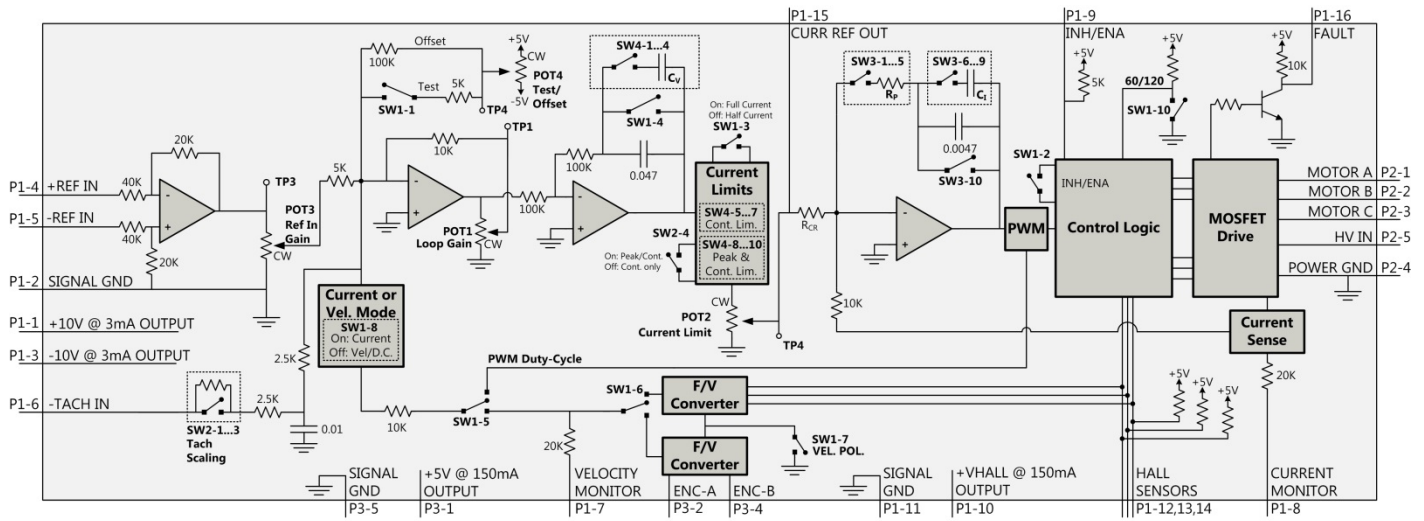 P1-15
CURR REF OUT
P1-9
INH/ENA
P1-16
FAULT
Offset
100K
+5V
CW
-5V
POT4
Test/
Offset
Test
5K
SW1-1
TP4
SW4-1...4
CV
SW1-4
0.047
100K
On: Full Current
Off: Half Current
SW1-3
SW3-1...5
RP
SW3-6...9
CI
0.0047
SW3-10
+5V
5K
60/120
+5V
SW1-10
+5V
10K
20K
P1-4 +REF IN
40K
P1-5 -REF IN
40K
20K
-
+
TP3
POT3
Ref In
Gain
CW
5K
10K
-
+
TP1
POT1
Loop Gain
CW
100K
-
+
Current
Limits
SW4-5...7
Cont. Lim.
SW4-8...10
Peak &
Cont. Lim.
SW2-4
On: Peak/Cont.
Off: Cont. only
CW
POT2
Current Limit
TP4
RCR
-
+
10K
PWM
SW1-2
INH/ENA
Control Logic
MOSFET
Drive
MOTOR A P2-1
MOTOR B P2-2
MOTOR C P2-3
HV IN P2-5
POWER GND P2-4
P1-2 SIGNAL GND
P1-1 +10V @ 3mA OUTPUT
P1-3 -10V @ 3mA OUTPUT
P1-6 -TACH IN
SW2-1...3
Tach
Scaling
2.5K
2.5K
0.01
Current or
Vel. Mode
SW1-8
On: Current
Off: Vel/D.C.
10K
PWM Duty-Cycle
SW1-5
20K
SW1-6
F/V
Converter
F/V
Converter
SW1-7
VEL. POL.
Current
Sense
20K
+5V
+5V
+5V
SIGNAL
GND
P3-5
+5V @ 150mA
OUTPUT
P3-1
VELOCITY
MONITOR
P1-7
ENC-A
P3-2
ENC-B
P3-4
SIGNAL
GND
P1-11
+VHALL @ 150mA
OUTPUT
P1-10
HALL
SENSORS
P1-12,13,14
CURRENT
MONITOR
P1-8